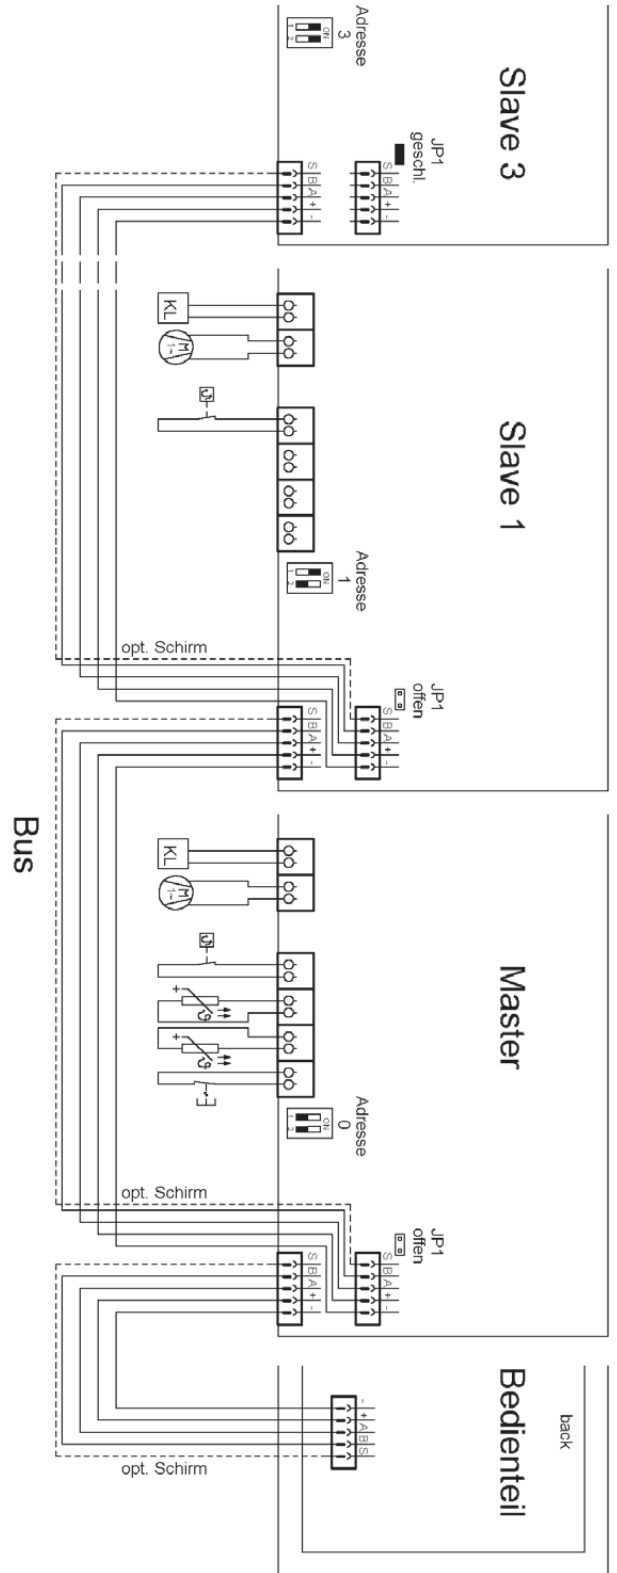 Slave 3
JP1
geschl.
S B A + -
Adresse
3
ON
1 2
S B A + -
Slave 1
JP1
offen
S B A + -
Adresse
1
ON
1 2
S B A + -
KL
M
1~
ϑ
opt. Schirm
Master
JP1
offen
S B A + -
Adresse
0
ON
1 2
S B A + -
KL
M
1~
ϑ
+
ϑ
+
ϑ
opt. Schirm
back
Bedienteil
- + A B S
opt. Schirm
Bus